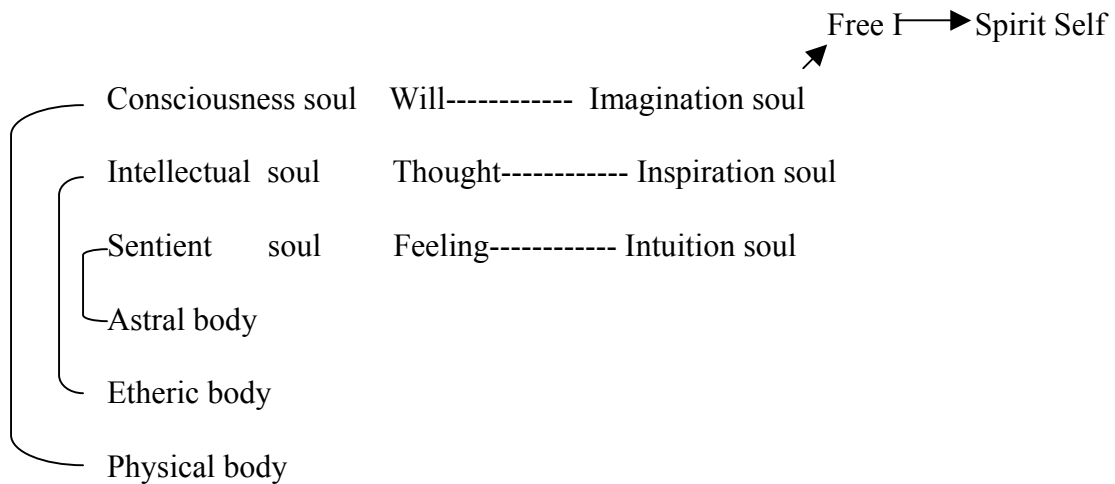 Free I Spirit Self
Consciousness soul Will------------ Imagination soul
Intellectual soul Thought------------ Inspiration soul
Sentient soul Feeling------------ Intuition soul
Astral body
Etheric body
Physical body